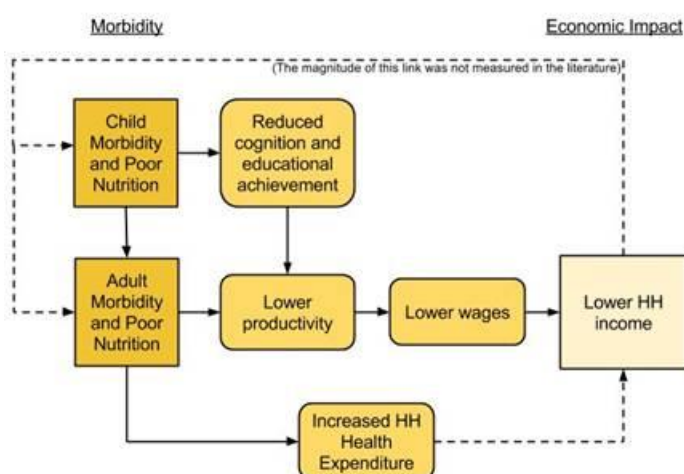 Morbidity
Economic Impact
(The magnitude of this link was not measured in the literature)
Child
Morbidity
and Poor
Nutrition
Reduced
cognition and
educational
achievement
Adult
Morbidity
and Poor
Nutrition
Lower
productivity
Lower wages
Lower HH
income
Increased HH
Health
Expenditure